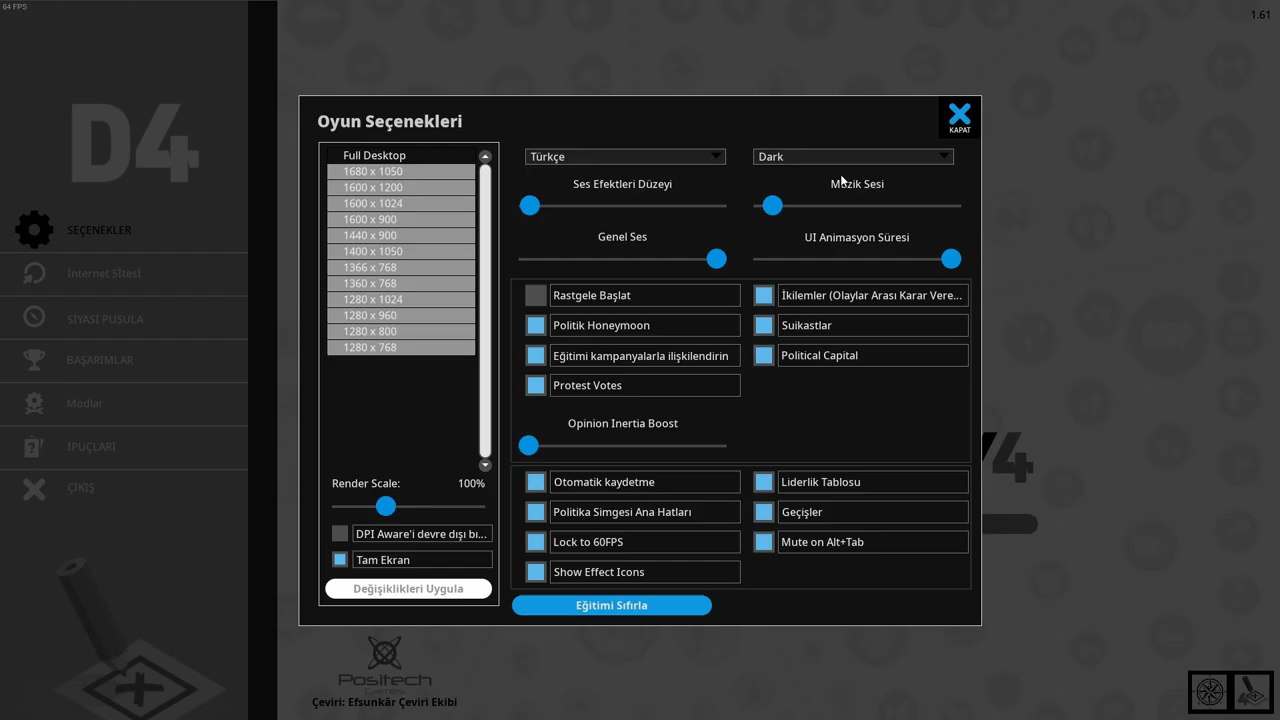 64 FPS
1.61
D4
SEÇENEKLER
İnternet Sİtesİ
SİYASİ PUSULA
BAŞARIMLAR
Modlar
İPUÇLARI
ÇIKIŞ
Oyun Seçenekleri
KAPAT
Full Desktop
1680 x 1050
1600 x 1200
1600 x 1024
1600 x 900
1440 x 900
1400 x 1050
1366 x 768
1360 x 768
1280 x 1024
1280 x 960
1280 x 800
1280 x 768
Render Scale: 100%
DPI Aware'i devre dışı bı...
Tam Ekran
Değişiklikleri Uygula
Türkçe
Dark
Ses Efektleri Düzeyi
Müzik Sesi
Genel Ses
UI Animasyon Süresi
Rastgele Başlat
İkilemler (Olaylar Arası Karar Vere...
Politik Honeymoon
Suikastlar
Eğitimi kampanyalarla ilişkilendirin
Political Capital
Protest Votes
Opinion Inertia Boost
Otomatik kaydetme
Liderlik Tablosu
Politika Simgesi Ana Hatları
Geçişler
Lock to 60FPS
Mute on Alt+Tab
Show Effect Icons
Eğitimi Sıfırla
Positech
Games
Çeviri: Efsunkâr Çeviri Ekibi